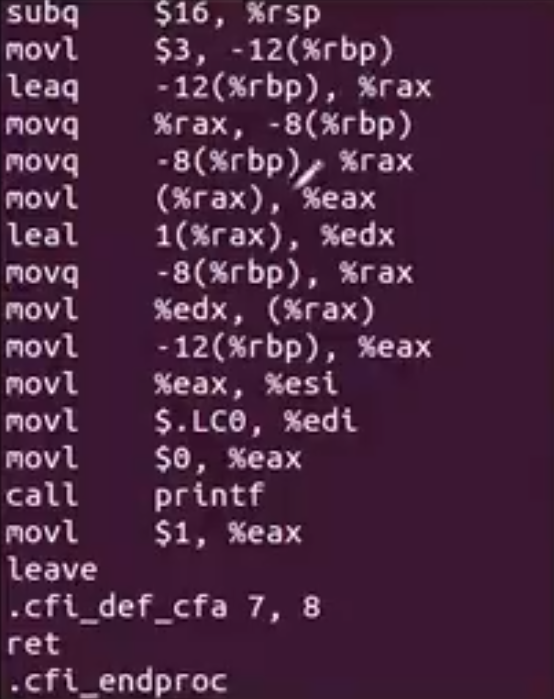 subq $16, %rsp
movl $3, -12(%rbp)
leaq -12(%rbp), %rax
movq %rax, -8(%rbp)
movq -8(%rbp), %rax
movl (%rax), %eax
leal 1(%rax), %edx
movq -8(%rbp), %rax
movl %edx, (%rax)
movl -12(%rbp), %eax
movl %eax, %esi
movl $.LC0, %edi
movl $0, %eax
call printf
movl $1, %eax
leave
.cfi_def_cfa 7, 8
ret
.cfi_endproc